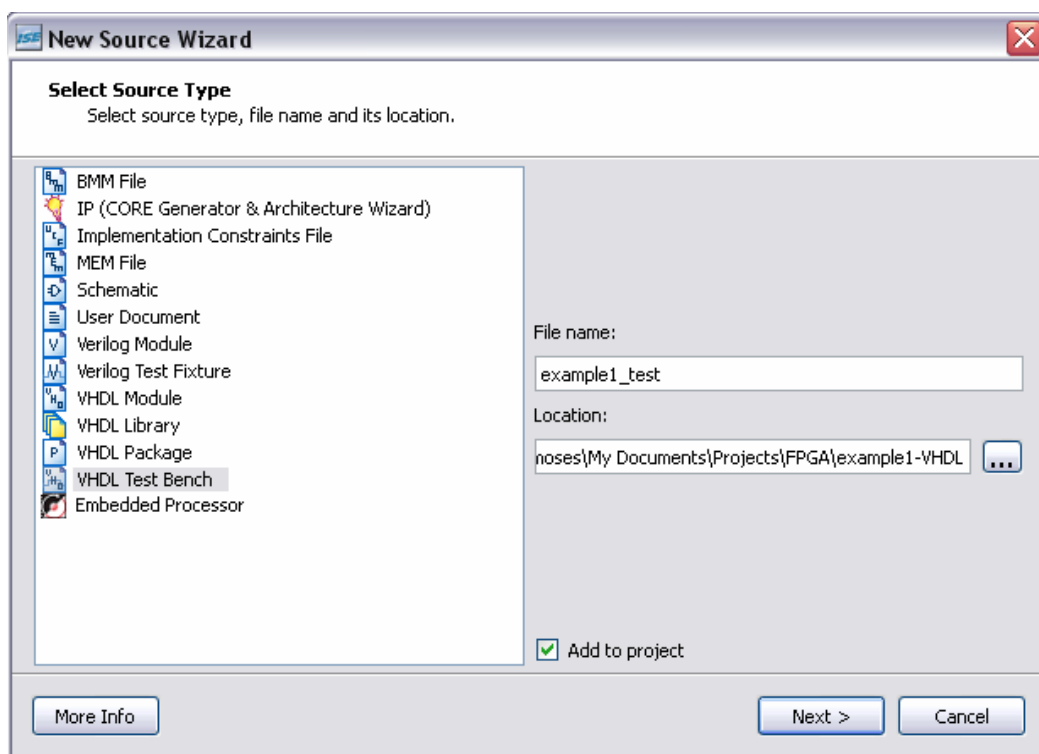 ISE New Source Wizard
Select Source Type
Select source type, file name and its location.
BMM File
IP (CORE Generator & Architecture Wizard)
Implementation Constraints File
MEM File
Schematic
User Document
Verilog Module
Verilog Test Fixture
VHDL Module
VHDL Library
VHDL Package
VHDL Test Bench
Embedded Processor
File name:
example1_test
Location:
noses\My Documents\Projects\FPGA\example1-VHDL
...
Add to project
More Info
Next >
Cancel